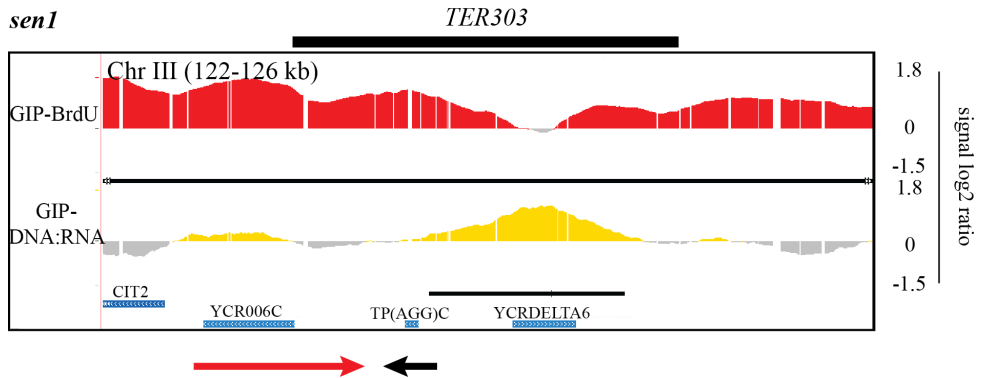 sen1
TER303
Chr III (122-126 kb)
GIP-BrdU
1.8
0
-1.5
GIP-
DNA:RNA
1.8
0
-1.5
signal log2 ratio
CIT2
YCR006C
TP(AGG)C
YCRDELTA6